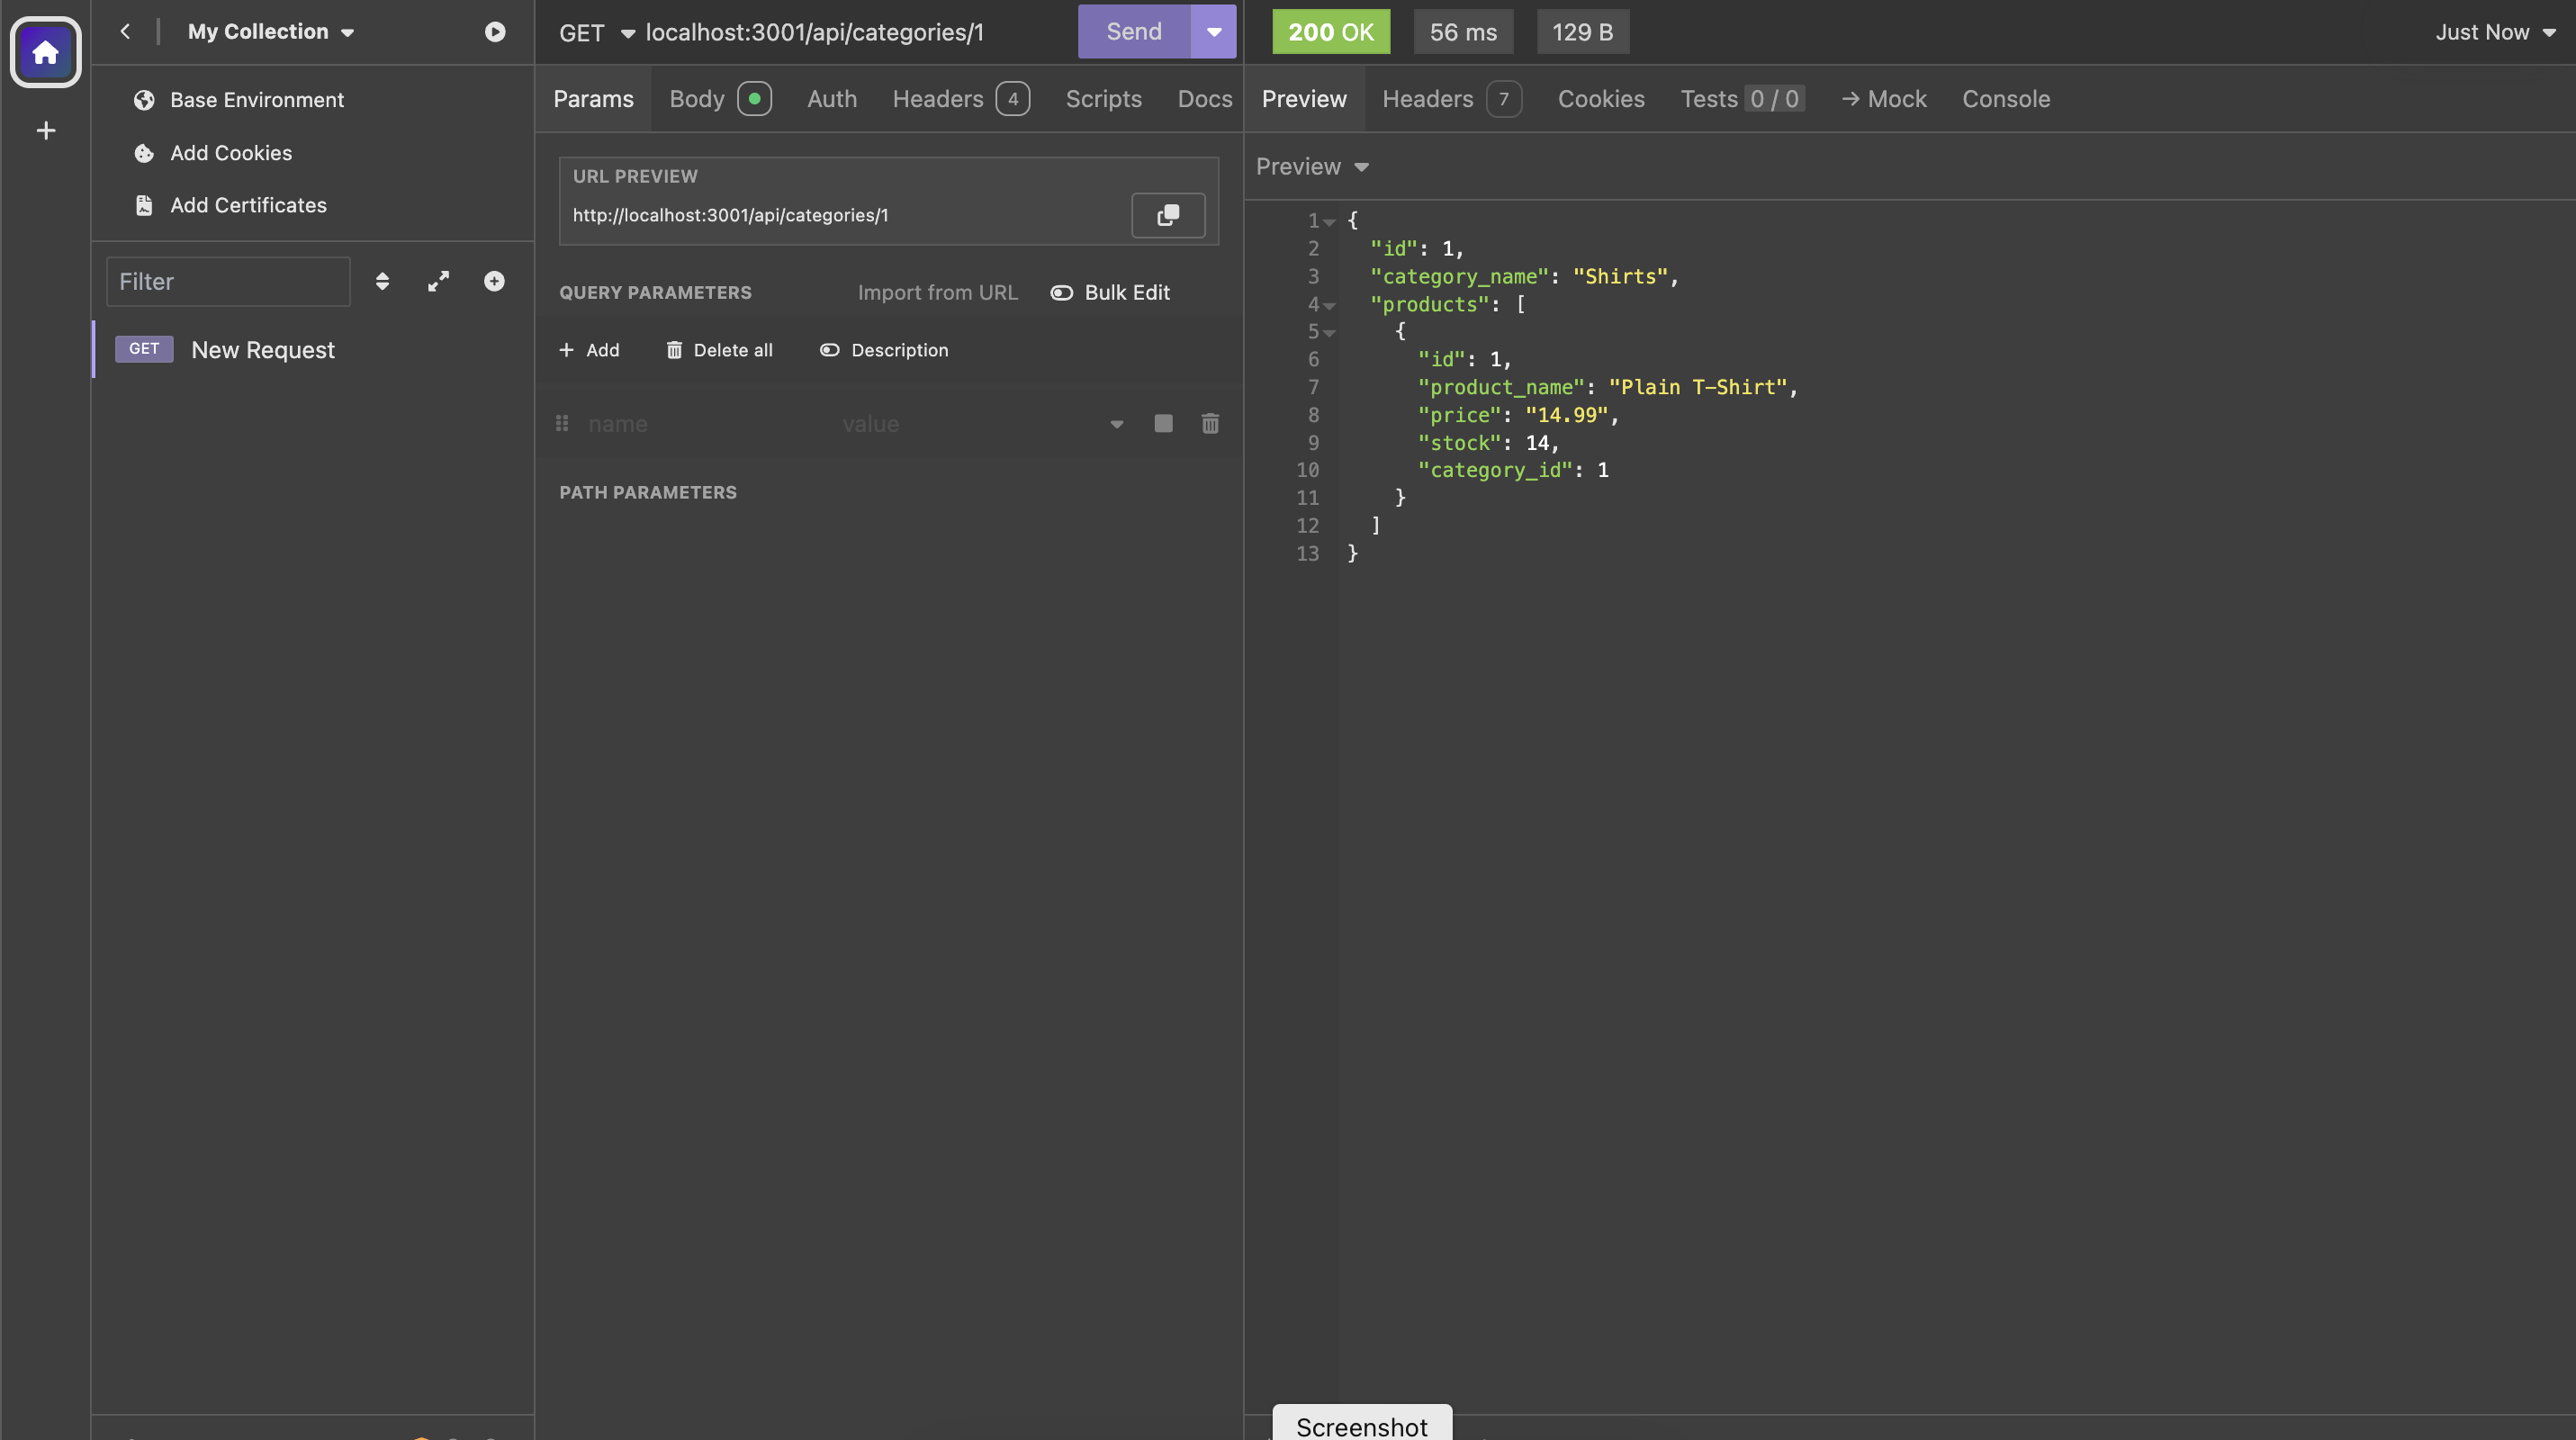 My Collection
Base Environment
Add Cookies
Add Certificates
Filter
GET New Request
GET localhost:3001/api/categories/1 Send
Params Body Auth Headers 4 Scripts Docs
URL PREVIEW
http://localhost:3001/api/categories/1
QUERY PARAMETERS Import from URL Bulk Edit
+ Add Delete all Description
name value
PATH PARAMETERS
200 OK 56 ms 129 B Just Now
Preview Headers 7 Cookies Tests 0 / 0 → Mock Console
Preview
1 {
2 "id": 1,
3 "category_name": "Shirts",
4 "products": [
5 {
6 "id": 1,
7 "product_name": "Plain T-Shirt",
8 "price": "14.99",
9 "stock": 14,
10 "category_id": 1
11 }
12 ]
13 }
Screenshot